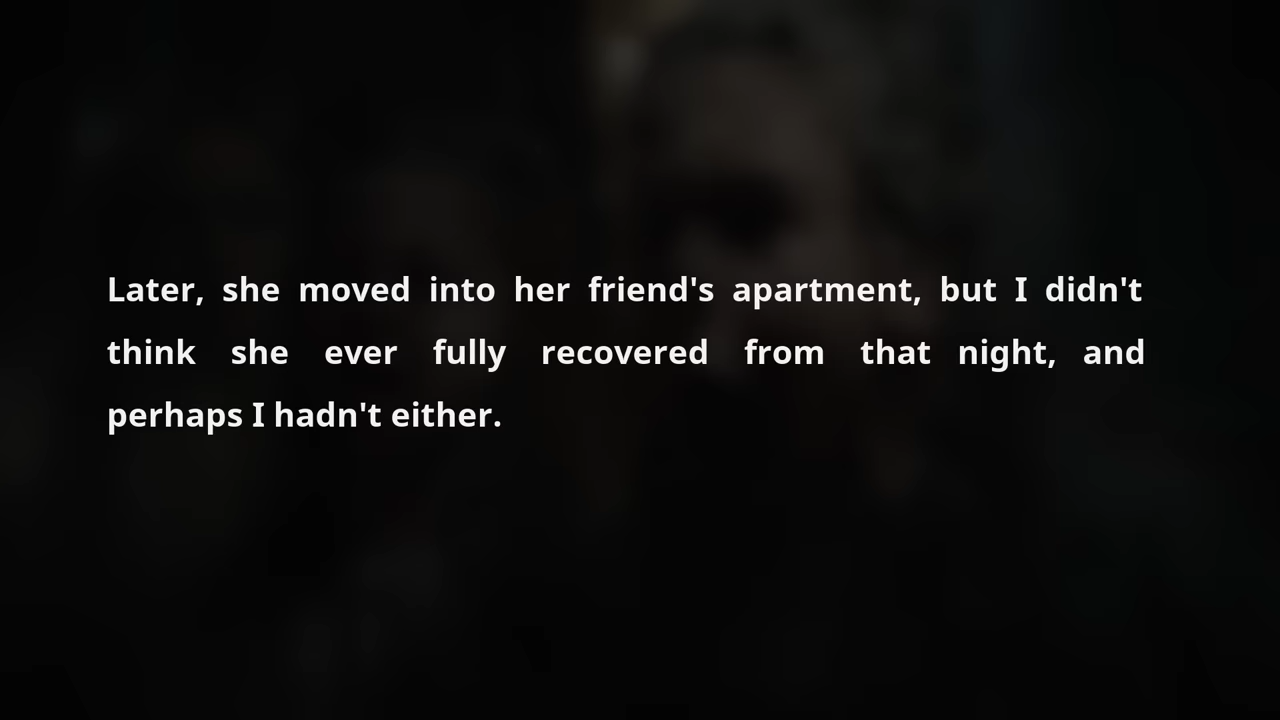 Later, she moved into her friend's apartment, but I didn't
think she ever fully recovered from that night, and
perhaps I hadn't either.